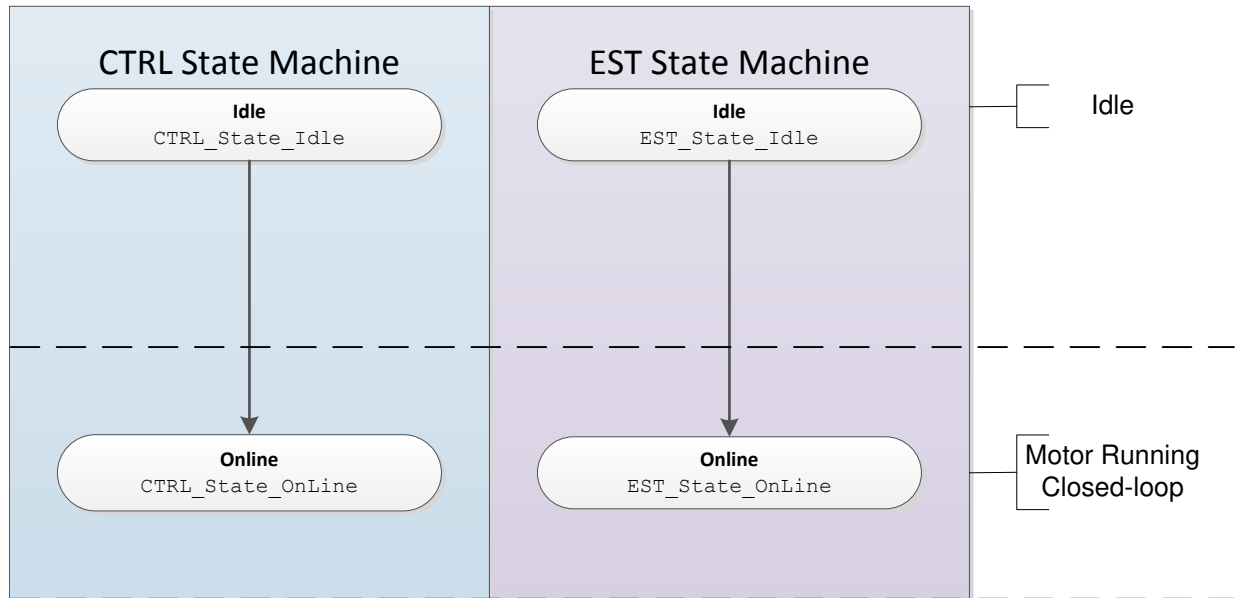 CTRL State Machine
EST State Machine
Idle
CTRL_State_Idle
Idle
EST_State_Idle
Idle
Online
CTRL_State_OnLine
Online
EST_State_OnLine
Motor Running
Closed-loop